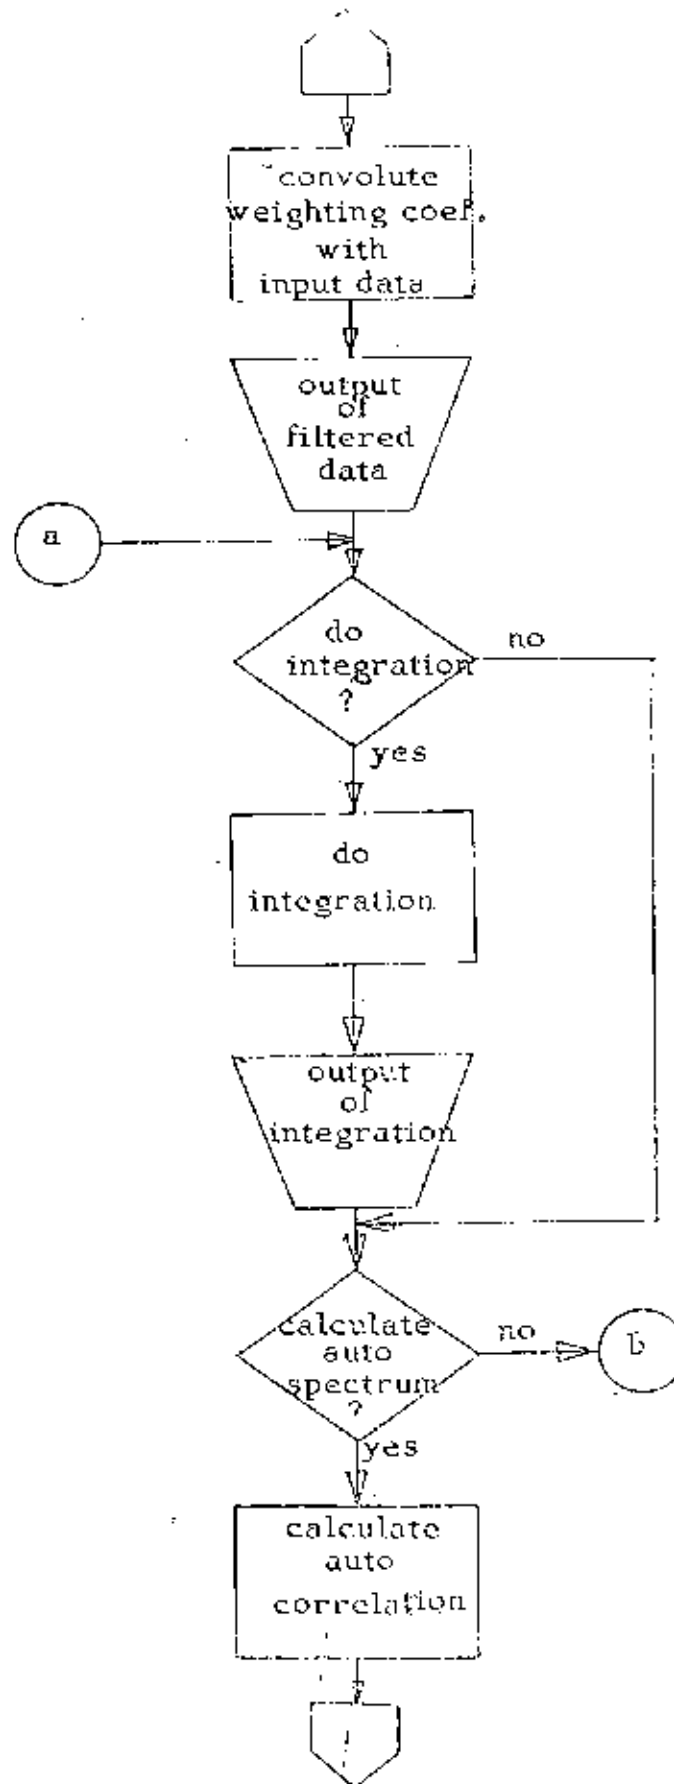 convolute
weighting coef.
with
input data
output
of
filtered
data
a
do
integration
?
no
yes
do
integration
output
of
integration
calculate
auto
spectrum
?
no
b
yes
calculate
auto
correlation